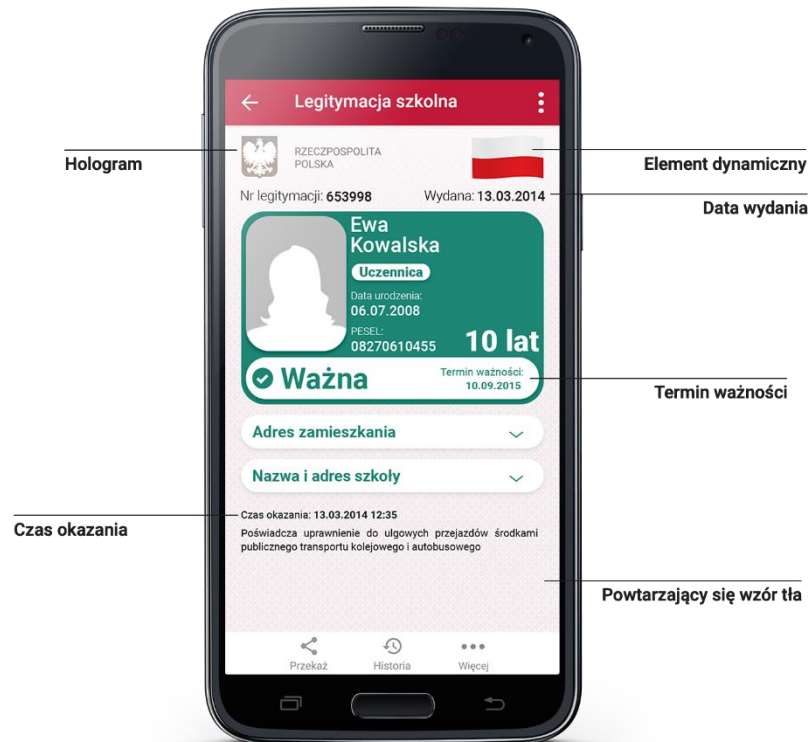 Legitymacja szkolna
Hologram
RZECZPOSPOLITA
POLSKA
Element dynamiczny
Nr legitymacji: 653998 Wydana: 13.03.2014
Data wydania
Ewa
Kowalska
Uczennica
Data urodzenia:
06.07.2008
PESEL:
08270610455
10 lat
Ważna
Termin ważności:
10.09.2015
Termin ważności
Adres zamieszkania
Nazwa i adres szkoły
Czas okazania: 13.03.2014 12:35
Czas okazania
Poświadcza uprawnienie do ulgowych przejazdów środkami
publicznego transportu kolejowego i autobusowego
Powtarzający się wzór tła
Przekaż Historia Więcej